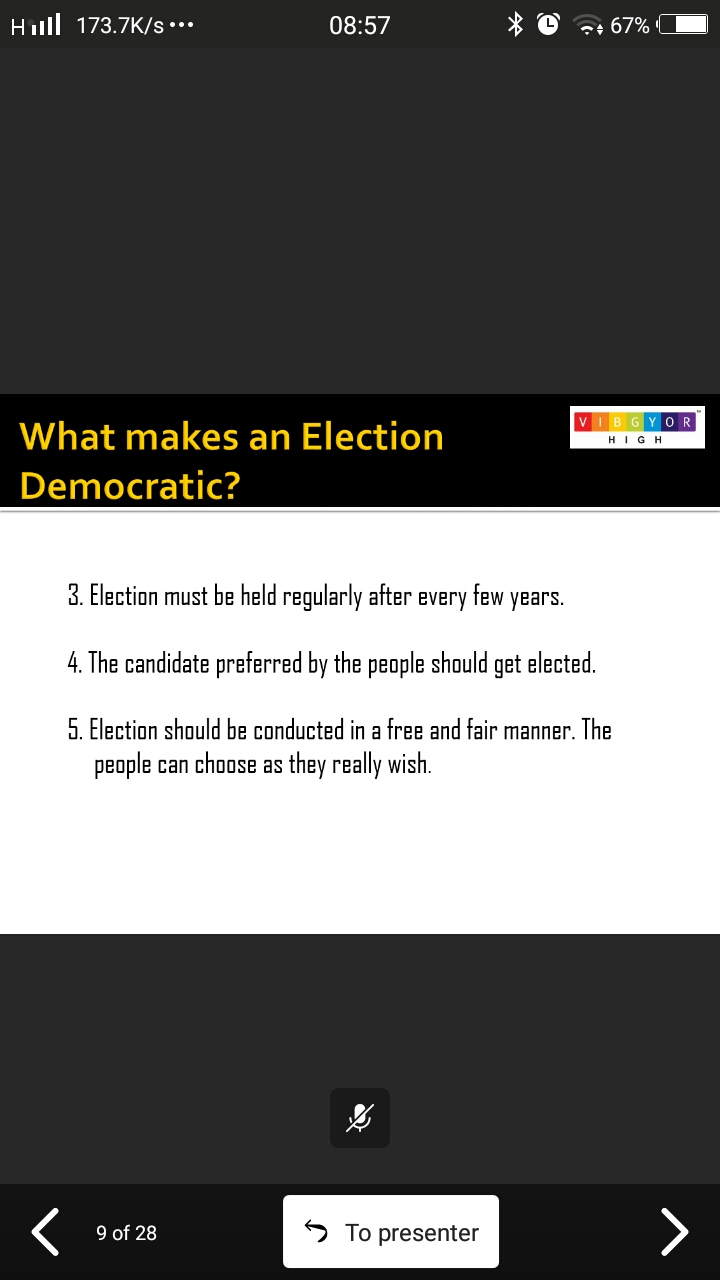 H 173.7K/s ... 08:57 67%
What makes an Election
Democratic?
VIBGYOR
HIGH
3. Election must be held regularly after every few years.
4. The candidate preferred by the people should get elected.
5. Election should be conducted in a free and fair manner. The
people can choose as they really wish.
9 of 28
To presenter